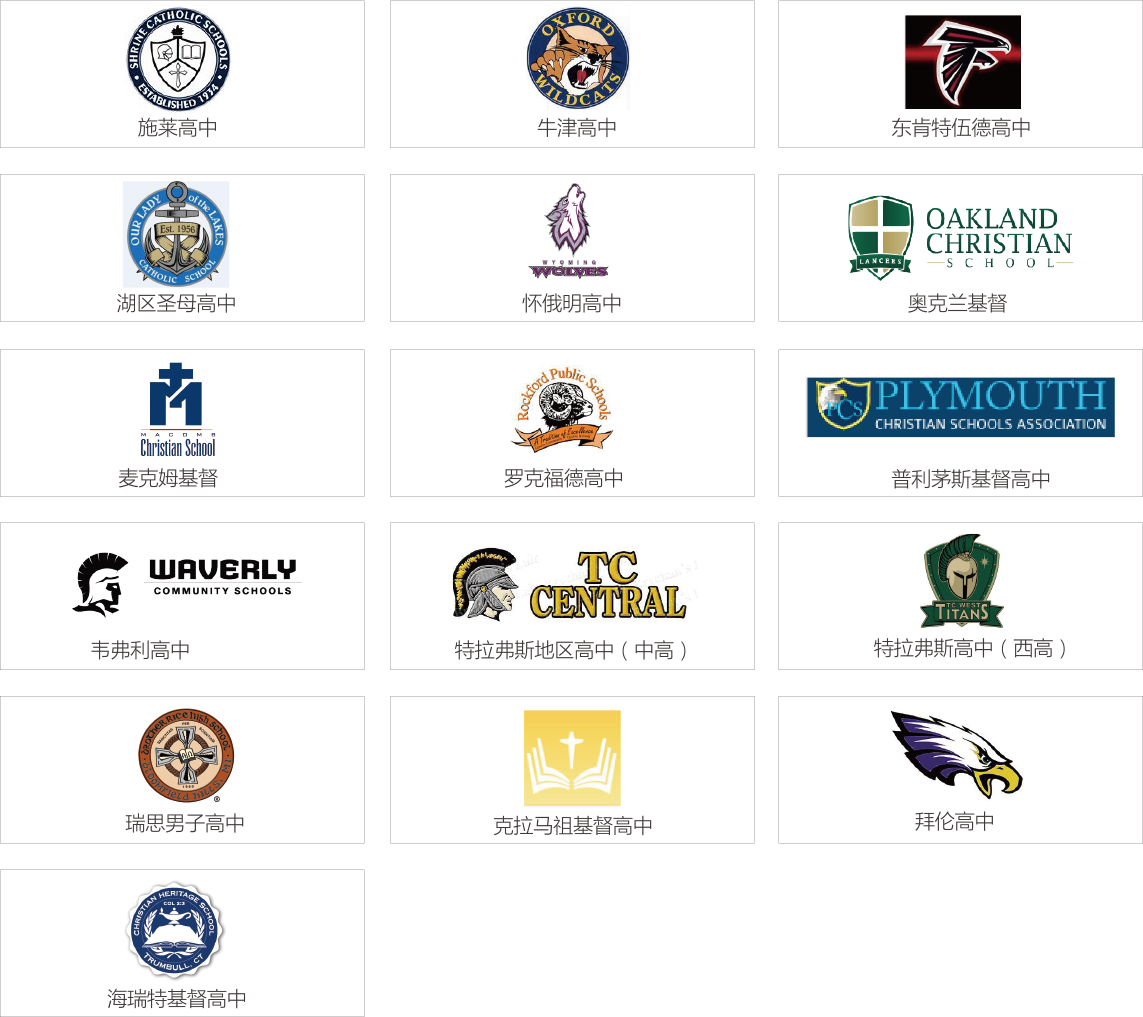 SHRINE CATHOLIC SCHOOLS
• ESTABLISHED 1934 •
施莱高中
OXFORD
WILDCATS
牛津高中
东肯特伍德高中
OUR LADY of the LAKES
Est. 1956
CATHOLIC SCHOOL
湖区圣母高中
WYOMING
WOLVES
怀俄明高中
LANCERS
OAKLAND
CHRISTIAN
SCHOOL
奥克兰基督
MACOMB
Christian School
麦克姆基督
Rockford Public Schools
A Tradition of Excellence
罗克福德高中
PCS
PLYMOUTH
CHRISTIAN SCHOOLS ASSOCIATION
普利茅斯基督高中
WAVERLY
COMMUNITY SCHOOLS
韦弗利高中
TC
CENTRAL
特拉弗斯地区高中（中高）
TC WEST
TITANS
特拉弗斯高中（西高）
BROTHER RICE HIGH SCHOOL
BLOOMFIELD HILLS, MI
1960
®
瑞思男子高中
克拉马祖基督高中
拜伦高中
CHRISTIAN HERITAGE SCHOOL
COL 2:3
TRUMBULL, CT
海瑞特基督高中